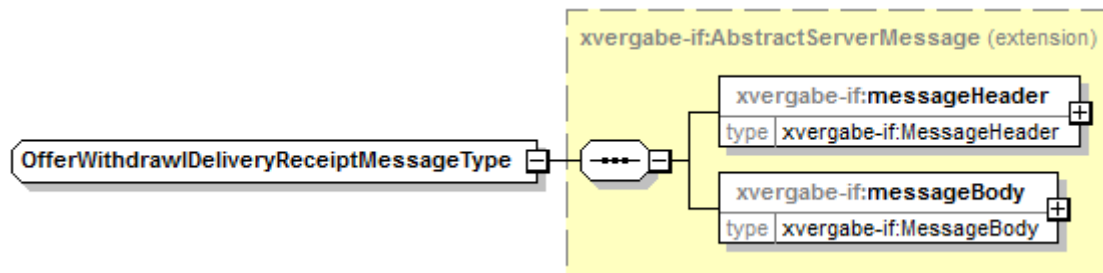 xvergabe-if:AbstractServerMessage (extension)
xvergabe-if:messageHeader
type xvergabe-if:MessageHeader
OfferWithdrawlDeliveryReceiptMessageType
xvergabe-if:messageBody
type xvergabe-if:MessageBody